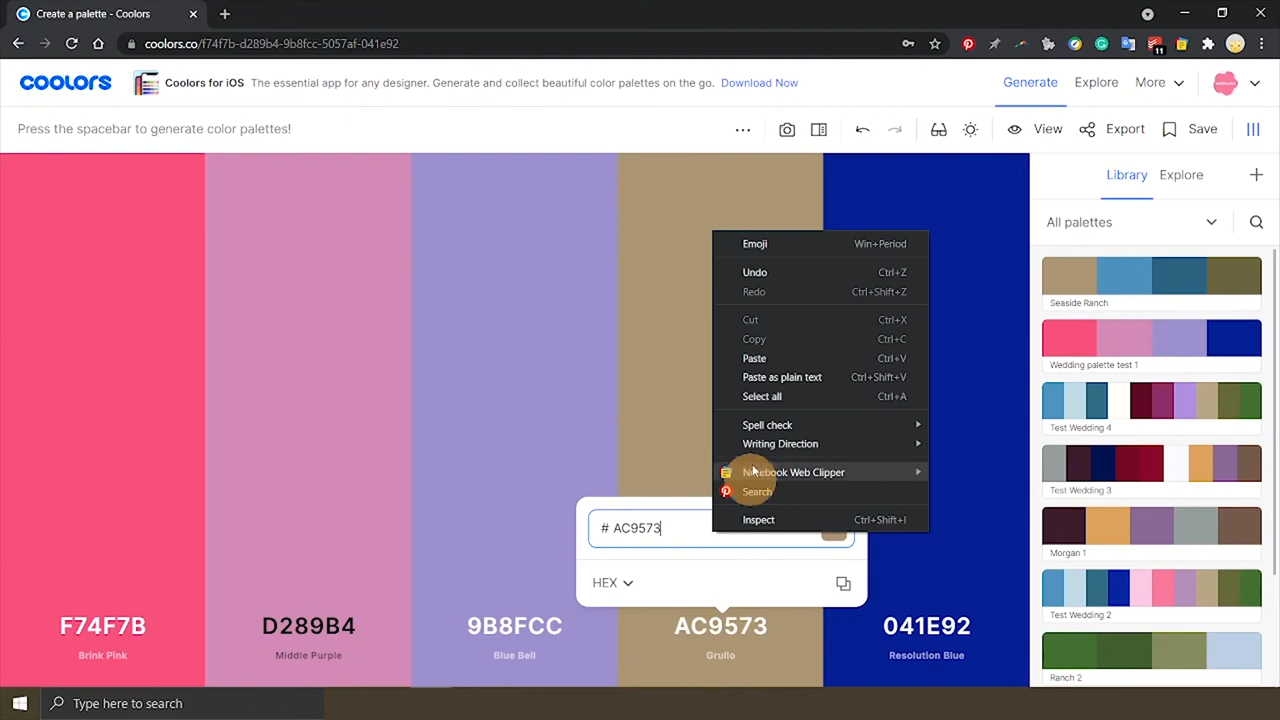 Create a palette - Coolors
coolors.co/f74f7b-d289b4-9b8fcc-5057af-041e92
11
coolors
Coolors for iOS The essential app for any designer. Generate and collect beautiful color palettes on the go. Download Now
Generate Explore More
Press the spacebar to generate color palettes!
View Export Save
Library Explore
All palettes
Seaside Ranch
Wedding palette test 1
Test Wedding 4
Test Wedding 3
Morgan 1
Test Wedding 2
Ranch 2
Emoji Win+Period
Undo Ctrl+Z
Redo Ctrl+Shift+Z
Cut Ctrl+X
Copy Ctrl+C
Paste Ctrl+V
Paste as plain text Ctrl+Shift+V
Select all Ctrl+A
Spell check
Writing Direction
Notebook Web Clipper
Search
Inspect Ctrl+Shift+I
# AC9573
HEX
F74F7B
Brink Pink
D289B4
Middle Purple
9B8FCC
Blue Bell
AC9573
Grullo
041E92
Resolution Blue
Type here to search